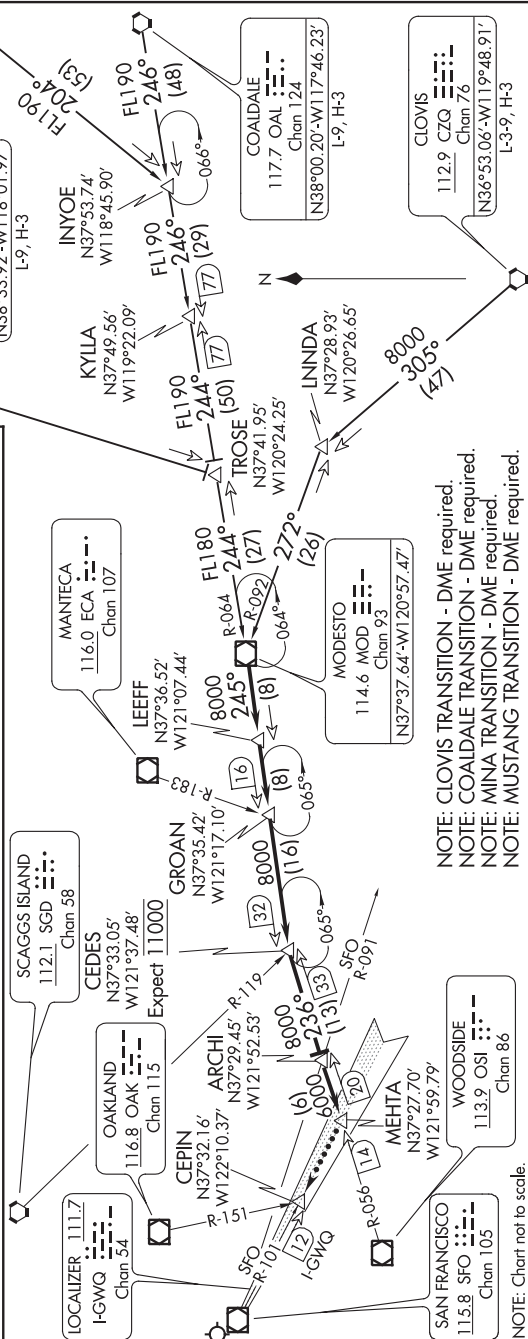 SCAGGS ISLAND
112.1 SGD
Chan 58
MANTECA
116.0 ECA
Chan 107
L-9, H-3
LOCALIZER 111.7
I-GWQ
Chan 54
OAKLAND
116.8 OAK
Chan 115
CEDES
N37°33.05'
W121°37.48'
Expect 11000
GROAN
N37°35.42'
W121°17.10'
LEEFF
N37°36.52'
W121°07.44'
KYLLA
N37°49.56'
W119°22.09'
INYOE
N37°53.74'
W118°45.90'
FL190
204°
(53)
FL190
246°
(48)
066°
FL190
246°
(29)
77
77
FL190
244°
(50)
TROSE
N37°41.95'
W120°24.25'
FL180
244°
(27)
R-064
R-092
064°
272°
(26)
8000
245°
(8)
R-183
16
(8)
065°
8000
(16)
32
065°
R-119
ARCHI
N37°29.45'
W121°52.53'
8000
236°
(13)
33
SFO
R-091
(6)
6000
20
MEHTA
N37°27.70'
W121°59.79'
CEPIN
N37°32.16'
W122°10.37'
R-151
SFO
R-101
12
I-GWQ
14
R-056
COALDALE
117.7 OAL
Chan 124
N38°00.20'-W117°46.23'
L-9, H-3
N
LNNDA
N37°28.93'
W120°26.65'
8000
305°
(47)
CLOVIS
112.9 CZQ
Chan 76
N36°53.06'-W119°48.91'
L-3-9, H-3
MODESTO
114.6 MOD
Chan 93
N37°37.64'-W120°57.47'
WOODSIDE
113.9 OSI
Chan 86
SAN FRANCISCO
115.8 SFO
Chan 105
NOTE: CLOVIS TRANSITION - DME required.
NOTE: COALDALE TRANSITION - DME required.
NOTE: MINA TRANSITION - DME required.
NOTE: MUSTANG TRANSITION - DME required.
NOTE: Chart not to scale.